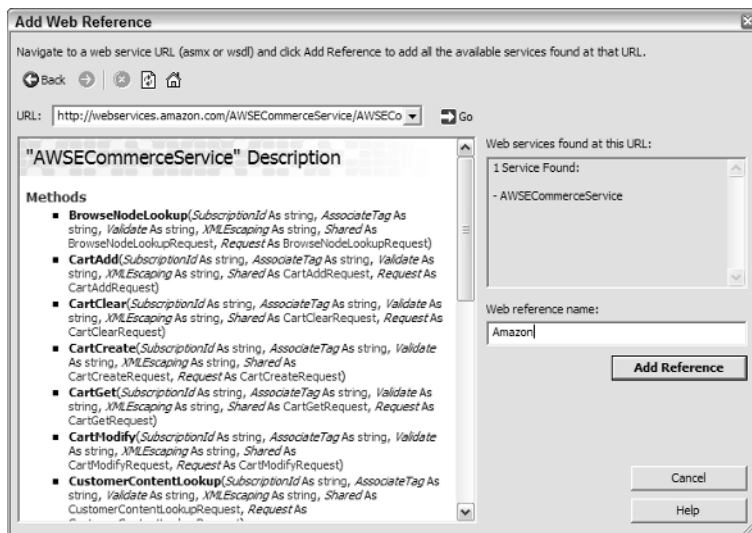 Add Web Reference
Navigate to a web service URL (asmx or wsdl) and click Add Reference to add all the available services found at that URL.
Back
URL: http://webservices.amazon.com/AWSECommerceService/AWSECo
Go
"AWSECommerceService" Description
Methods
BrowseNodeLookup(SubscriptionId As string, AssociateTag As
string, Validate As string, XMLEscaping As string, Shared As
BrowseNodeLookupRequest, Request As BrowseNodeLookupRequest)
CartAdd(SubscriptionId As string, AssociateTag As string, Validate As
string, XMLEscaping As string, Shared As CartAddRequest, Request As
CartAddRequest)
CartClear(SubscriptionId As string, AssociateTag As string, Validate As
string, XMLEscaping As string, Shared As CartClearRequest, Request As
CartClearRequest)
CartCreate(SubscriptionId As string, AssociateTag As string, Validate
As string, XMLEscaping As string, Shared As
CartCreateRequest, Request As CartCreateRequest)
CartGet(SubscriptionId As string, AssociateTag As string, Validate As
string, XMLEscaping As string, Shared As CartGetRequest, Request As
CartGetRequest)
CartModify(SubscriptionId As string, AssociateTag As string, Validate
As string, XMLEscaping As string, Shared As
CartModifyRequest, Request As CartModifyRequest)
CustomerContentLookup(SubscriptionId As string, AssociateTag As
string, Validate As string, XMLEscaping As string, Shared As
CustomerContentLookupRequest, Request As
Web services found at this URL:
1 Service Found:
- AWSECommerceService
Web reference name:
Amazon
Add Reference
Cancel
Help